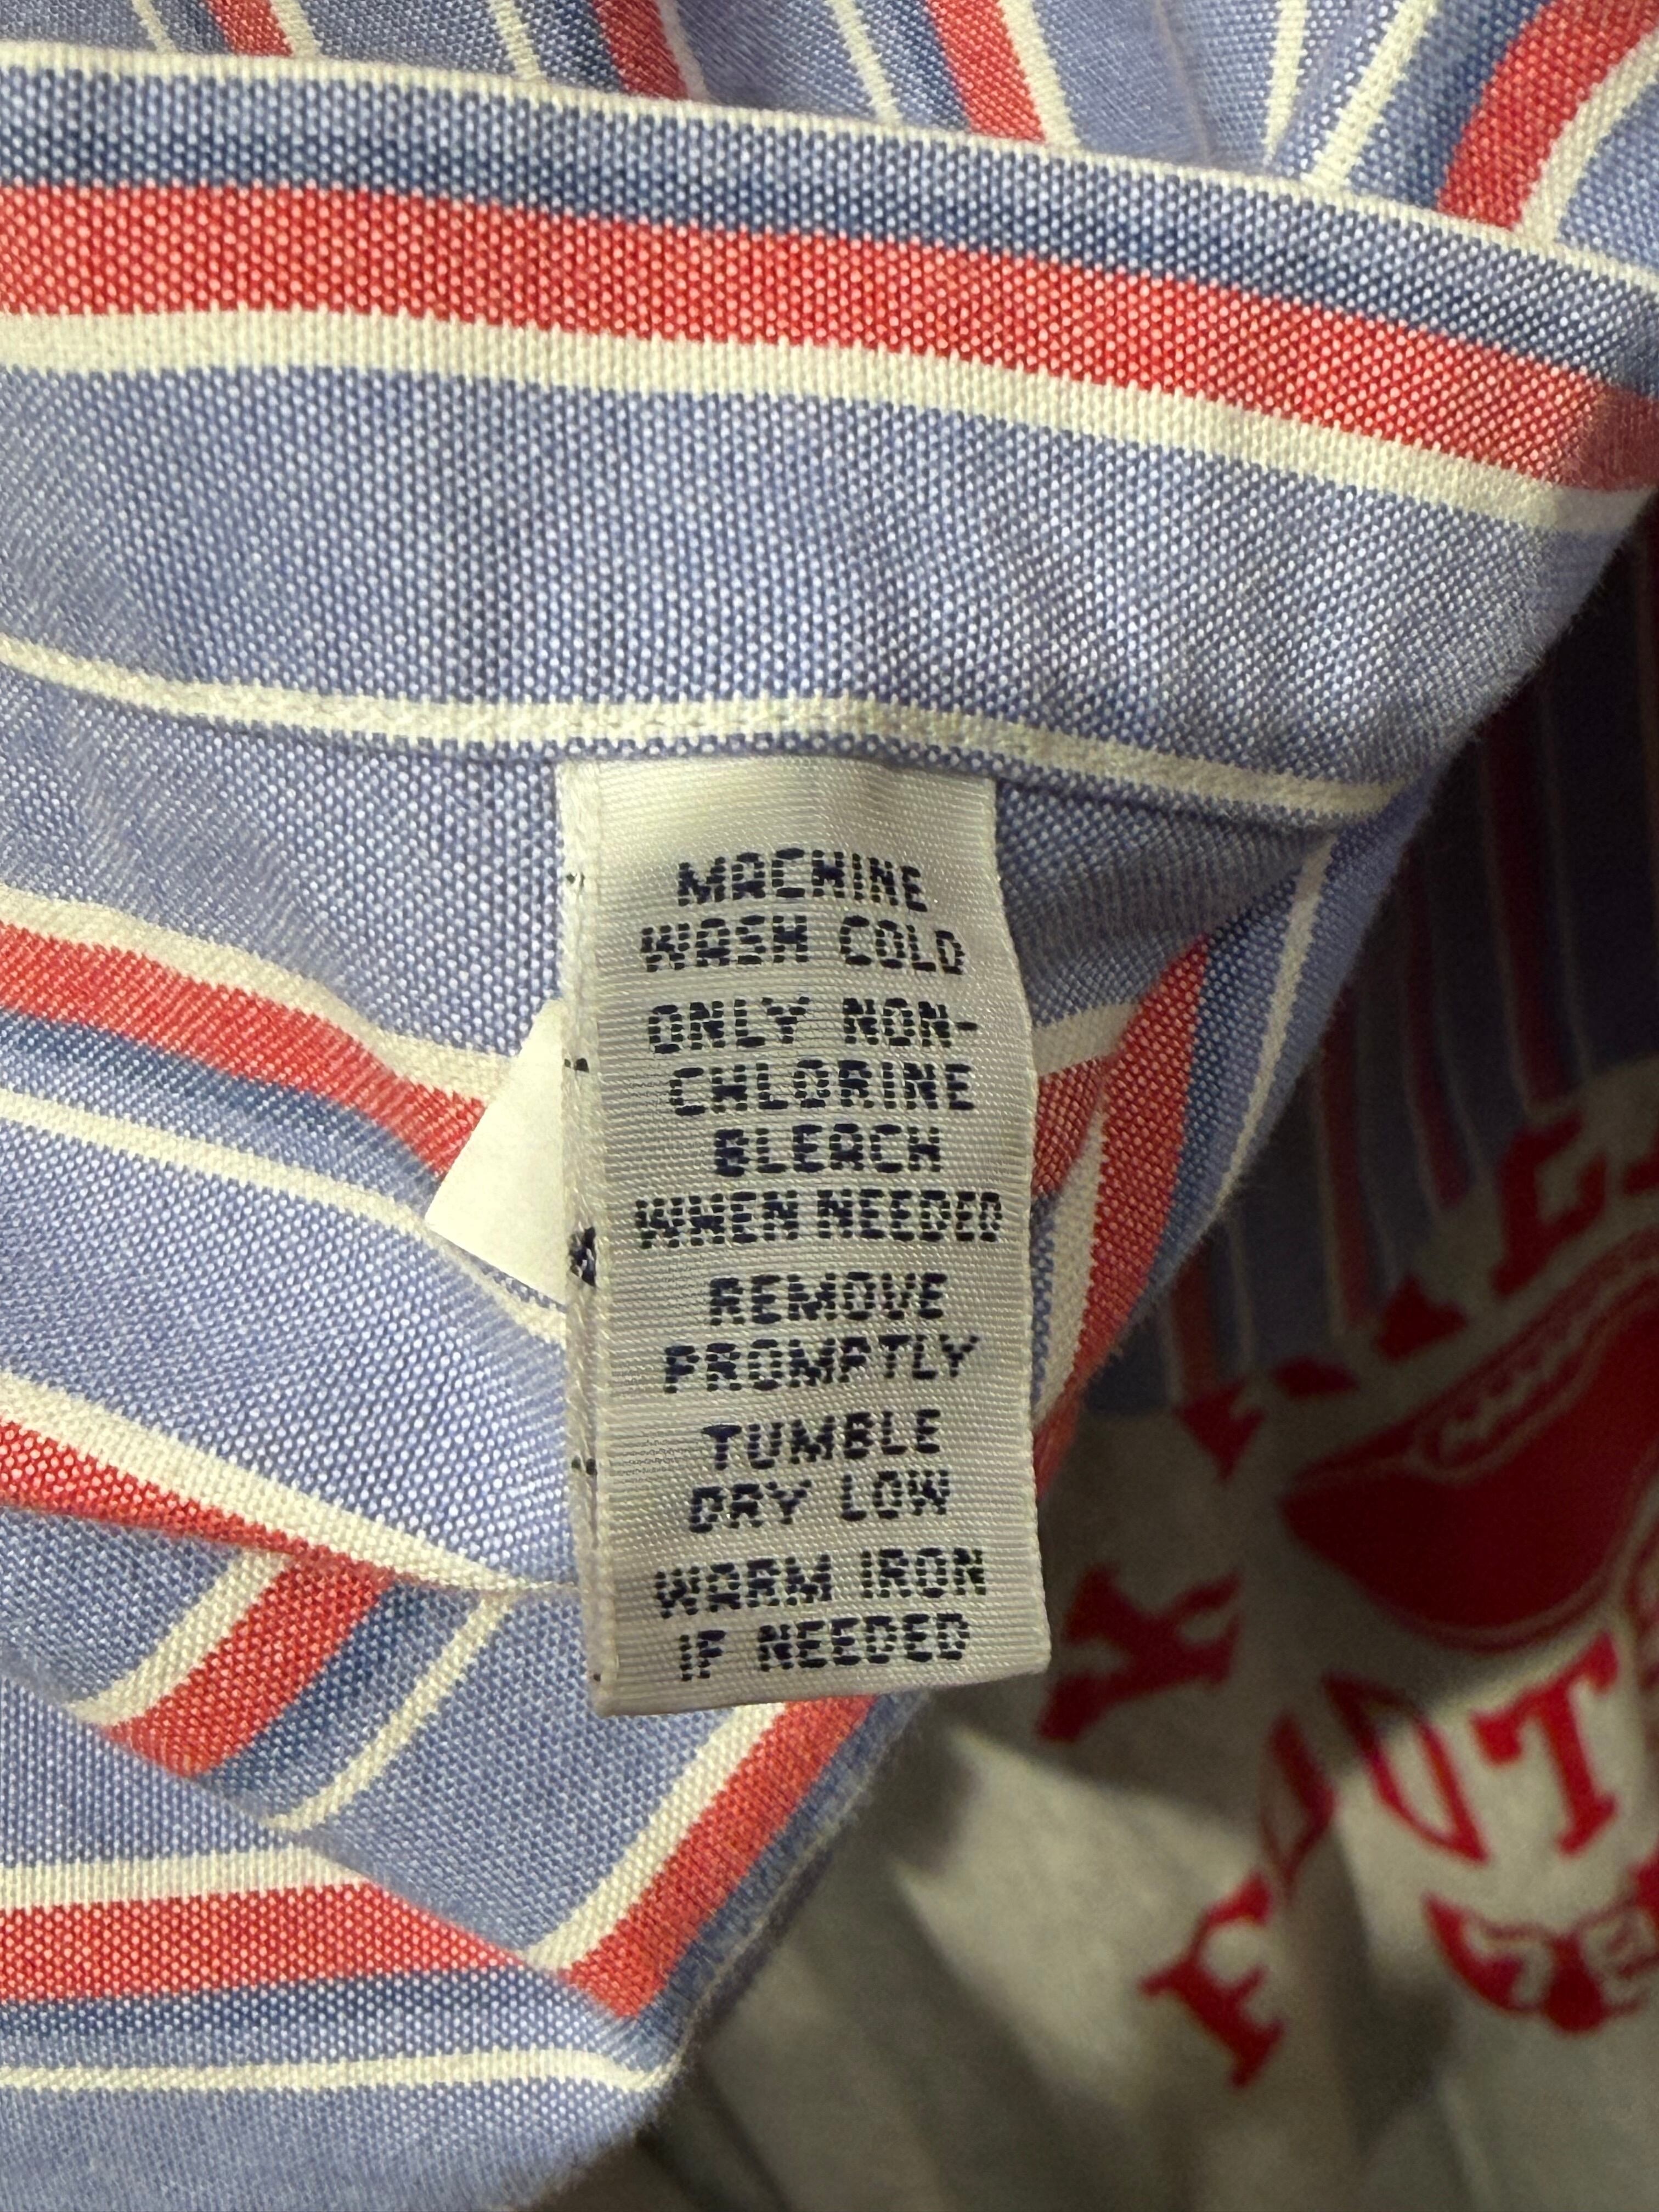 MACHINE
WASH COLD
ONLY NON-
CHLORINE
BLEACH
WHEN NEEDED
REMOVE
PROMPTLY
TUMBLE
DRY LOW
WARM IRON
IF NEEDED